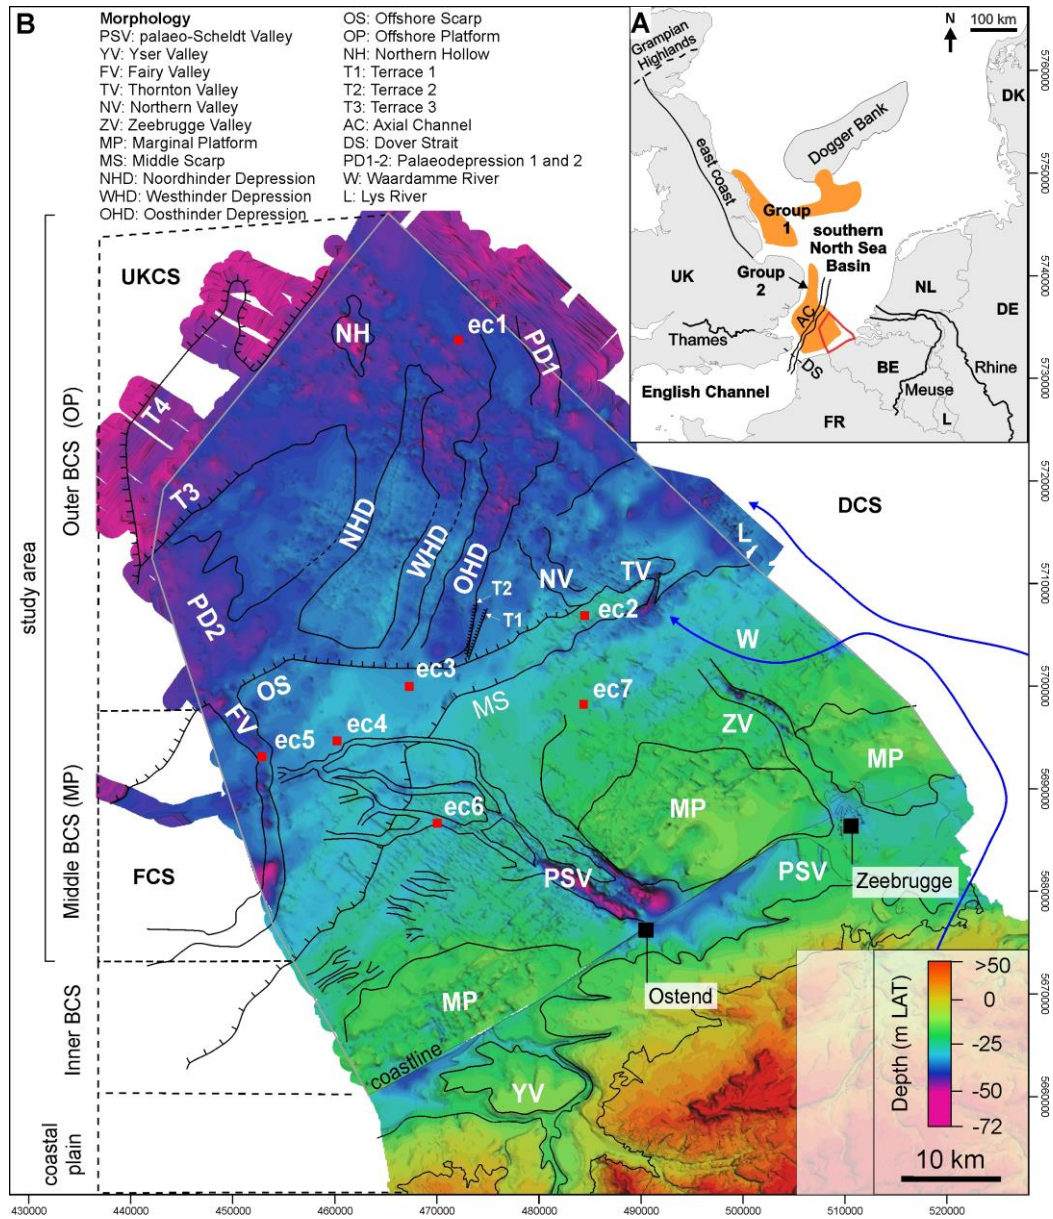 B
Morphology
PSV: palaeo-Scheldt Valley
YV: Yser Valley
FV: Fairy Valley
TV: Thornton Valley
NV: Northern Valley
ZV: Zeebrugge Valley
MP: Marginal Platform
MS: Middle Scarp
NHD: Noordhinder Depression
WHD: Westhinder Depression
OHD: Oosthinder Depression
OS: Offshore Scarp
OP: Offshore Platform
NH: Northern Hollow
T1: Terrace 1
T2: Terrace 2
T3: Terrace 3
AC: Axial Channel
DS: Dover Strait
PD1-2: Palaeodepression 1 and 2
W: Waardamme River
L: Lys River
A
N
100 km
Grampian
Highlands
DK
Dogger Bank
east coast
Group
1
southern
North Sea
Basin
Group
2
UK
NL
DE
AC
Thames
DS
BE
Rhine
English Channel
Meuse
FR
L
UKCS
NH
ec1
PD1
T4
T3
NHD
WHD
OHD
DCS
L
NV
TV
T2
T1
ec2
PD2
W
ec3
OS
MS
ec7
FV
ec4
ZV
ec5
MP
MP
ec6
FCS
PSV
PSV
Zeebrugge
Ostend
MP
coastline
YV
study area
Outer BCS (OP)
Middle BCS (MP)
Inner BCS
coastal
plain
Depth (m LAT)
>50
0
-25
-50
-72
10 km
5760000
5750000
5740000
5730000
5720000
5710000
5700000
5690000
5680000
5670000
5660000
430000
440000
450000
460000
470000
480000
490000
500000
510000
520000